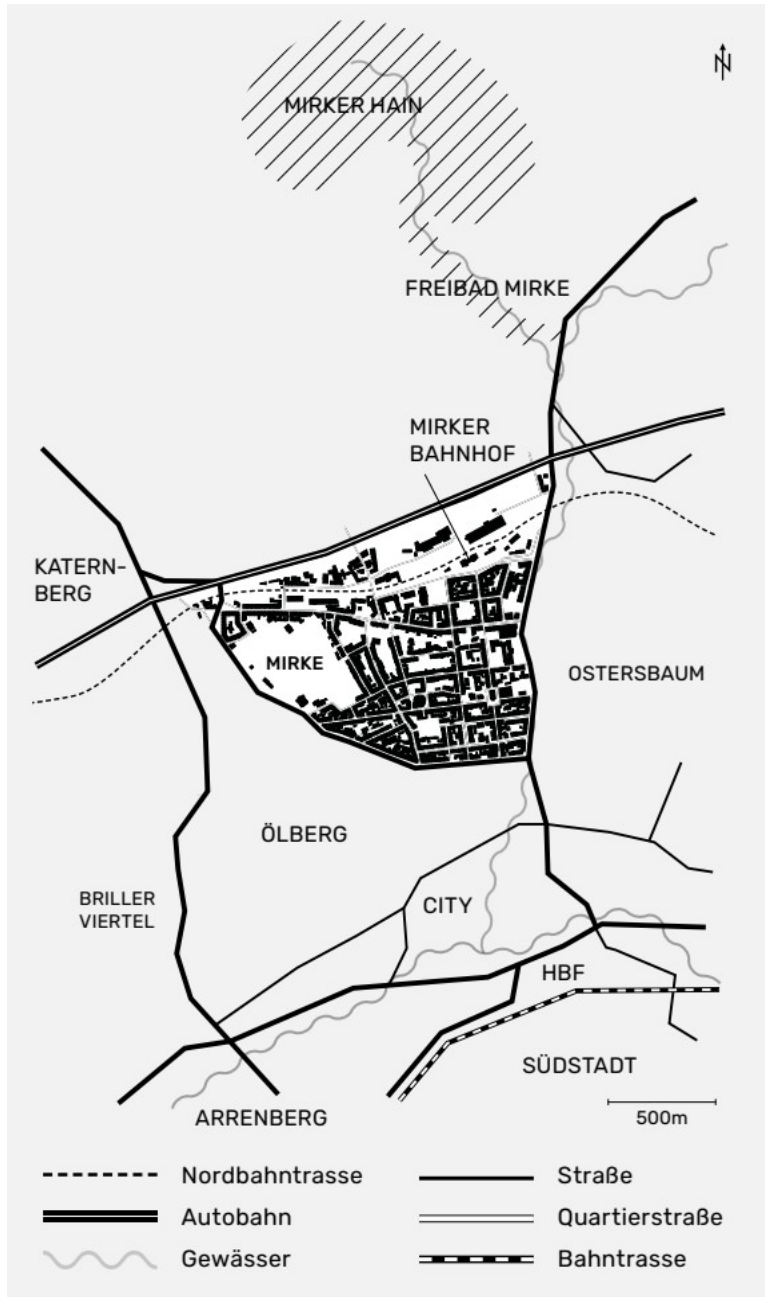 N
MIRKER HAIN
FREIBAD MIRKE
MIRKER
BAHNHOF
KATERN-
BERG
MIRKE
OSTERSBAUM
ÖLBERG
BRILLER
VIERTEL
CITY
HBF
SÜDSTADT
ARRENBERG
500m
Nordbahntrasse
Autobahn
Gewässer
Straße
Quartierstraße
Bahntrasse